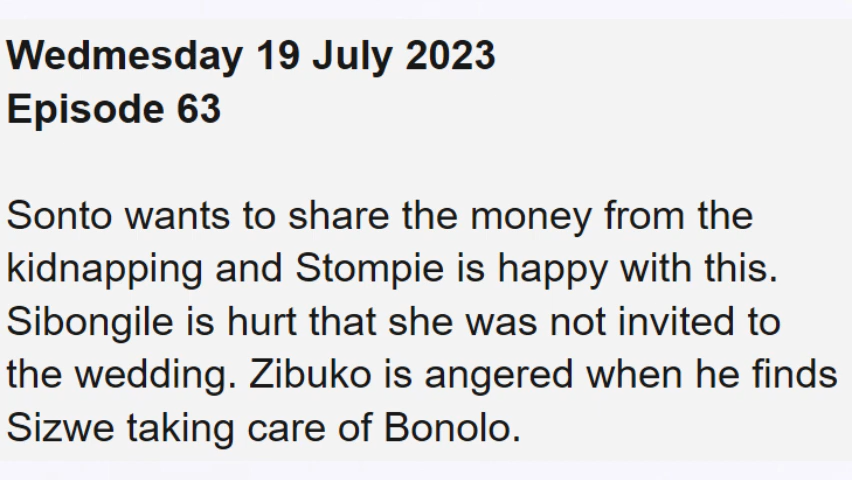 Wedmesday 19 July 2023
Episode 63
Sonto wants to share the money from the
kidnapping and Stompie is happy with this.
Sibongile is hurt that she was not invited to
the wedding. Zibuko is angered when he finds
Sizwe taking care of Bonolo.